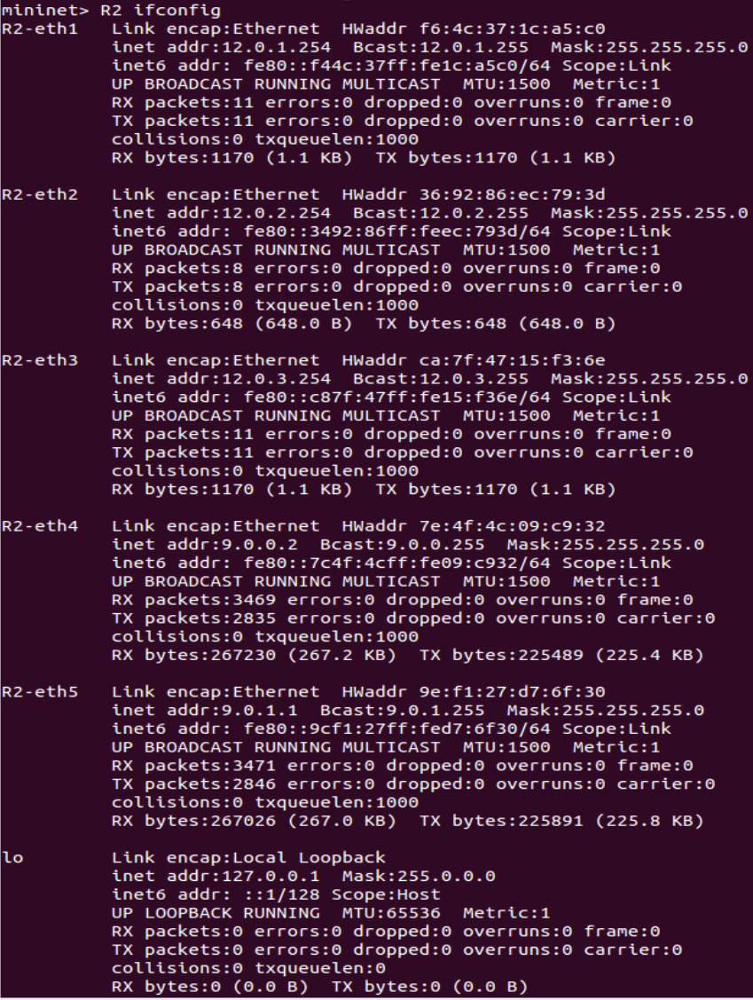 mininet> R2 ifconfig
R2-eth1   Link encap:Ethernet  HWaddr f6:4c:37:1c:a5:c0
          inet addr:12.0.1.254  Bcast:12.0.1.255  Mask:255.255.255.0
          inet6 addr: fe80::f44c:37ff:fe1c:a5c0/64 Scope:Link
          UP BROADCAST RUNNING MULTICAST  MTU:1500  Metric:1
          RX packets:11 errors:0 dropped:0 overruns:0 frame:0
          TX packets:11 errors:0 dropped:0 overruns:0 carrier:0
          collisions:0 txqueuelen:1000
          RX bytes:1170 (1.1 KB)  TX bytes:1170 (1.1 KB)

R2-eth2   Link encap:Ethernet  HWaddr 36:92:86:ec:79:3d
          inet addr:12.0.2.254  Bcast:12.0.2.255  Mask:255.255.255.0
          inet6 addr: fe80::3492:86ff:feec:793d/64 Scope:Link
          UP BROADCAST RUNNING MULTICAST  MTU:1500  Metric:1
          RX packets:8 errors:0 dropped:0 overruns:0 frame:0
          TX packets:8 errors:0 dropped:0 overruns:0 carrier:0
          collisions:0 txqueuelen:1000
          RX bytes:648 (648.0 B)  TX bytes:648 (648.0 B)

R2-eth3   Link encap:Ethernet  HWaddr ca:7f:47:15:f3:6e
          inet addr:12.0.3.254  Bcast:12.0.3.255  Mask:255.255.255.0
          inet6 addr: fe80::c87f:47ff:fe15:f36e/64 Scope:Link
          UP BROADCAST RUNNING MULTICAST  MTU:1500  Metric:1
          RX packets:11 errors:0 dropped:0 overruns:0 frame:0
          TX packets:11 errors:0 dropped:0 overruns:0 carrier:0
          collisions:0 txqueuelen:1000
          RX bytes:1170 (1.1 KB)  TX bytes:1170 (1.1 KB)

R2-eth4   Link encap:Ethernet  HWaddr 7e:4f:4c:09:c9:32
          inet addr:9.0.0.2  Bcast:9.0.0.255  Mask:255.255.255.0
          inet6 addr: fe80::7c4f:4cff:fe09:c932/64 Scope:Link
          UP BROADCAST RUNNING MULTICAST  MTU:1500  Metric:1
          RX packets:3469 errors:0 dropped:0 overruns:0 frame:0
          TX packets:2835 errors:0 dropped:0 overruns:0 carrier:0
          collisions:0 txqueuelen:1000
          RX bytes:267230 (267.2 KB)  TX bytes:225489 (225.4 KB)

R2-eth5   Link encap:Ethernet  HWaddr 9e:f1:27:d7:6f:30
          inet addr:9.0.1.1  Bcast:9.0.1.255  Mask:255.255.255.0
          inet6 addr: fe80::9cf1:27ff:fed7:6f30/64 Scope:Link
          UP BROADCAST RUNNING MULTICAST  MTU:1500  Metric:1
          RX packets:3471 errors:0 dropped:0 overruns:0 frame:0
          TX packets:2846 errors:0 dropped:0 overruns:0 carrier:0
          collisions:0 txqueuelen:1000
          RX bytes:267026 (267.0 KB)  TX bytes:225891 (225.8 KB)

lo        Link encap:Local Loopback
          inet addr:127.0.0.1  Mask:255.0.0.0
          inet6 addr: ::1/128 Scope:Host
          UP LOOPBACK RUNNING  MTU:65536  Metric:1
          RX packets:0 errors:0 dropped:0 overruns:0 frame:0
          TX packets:0 errors:0 dropped:0 overruns:0 carrier:0
          collisions:0 txqueuelen:0
          RX bytes:0 (0.0 B)  TX bytes:0 (0.0 B)